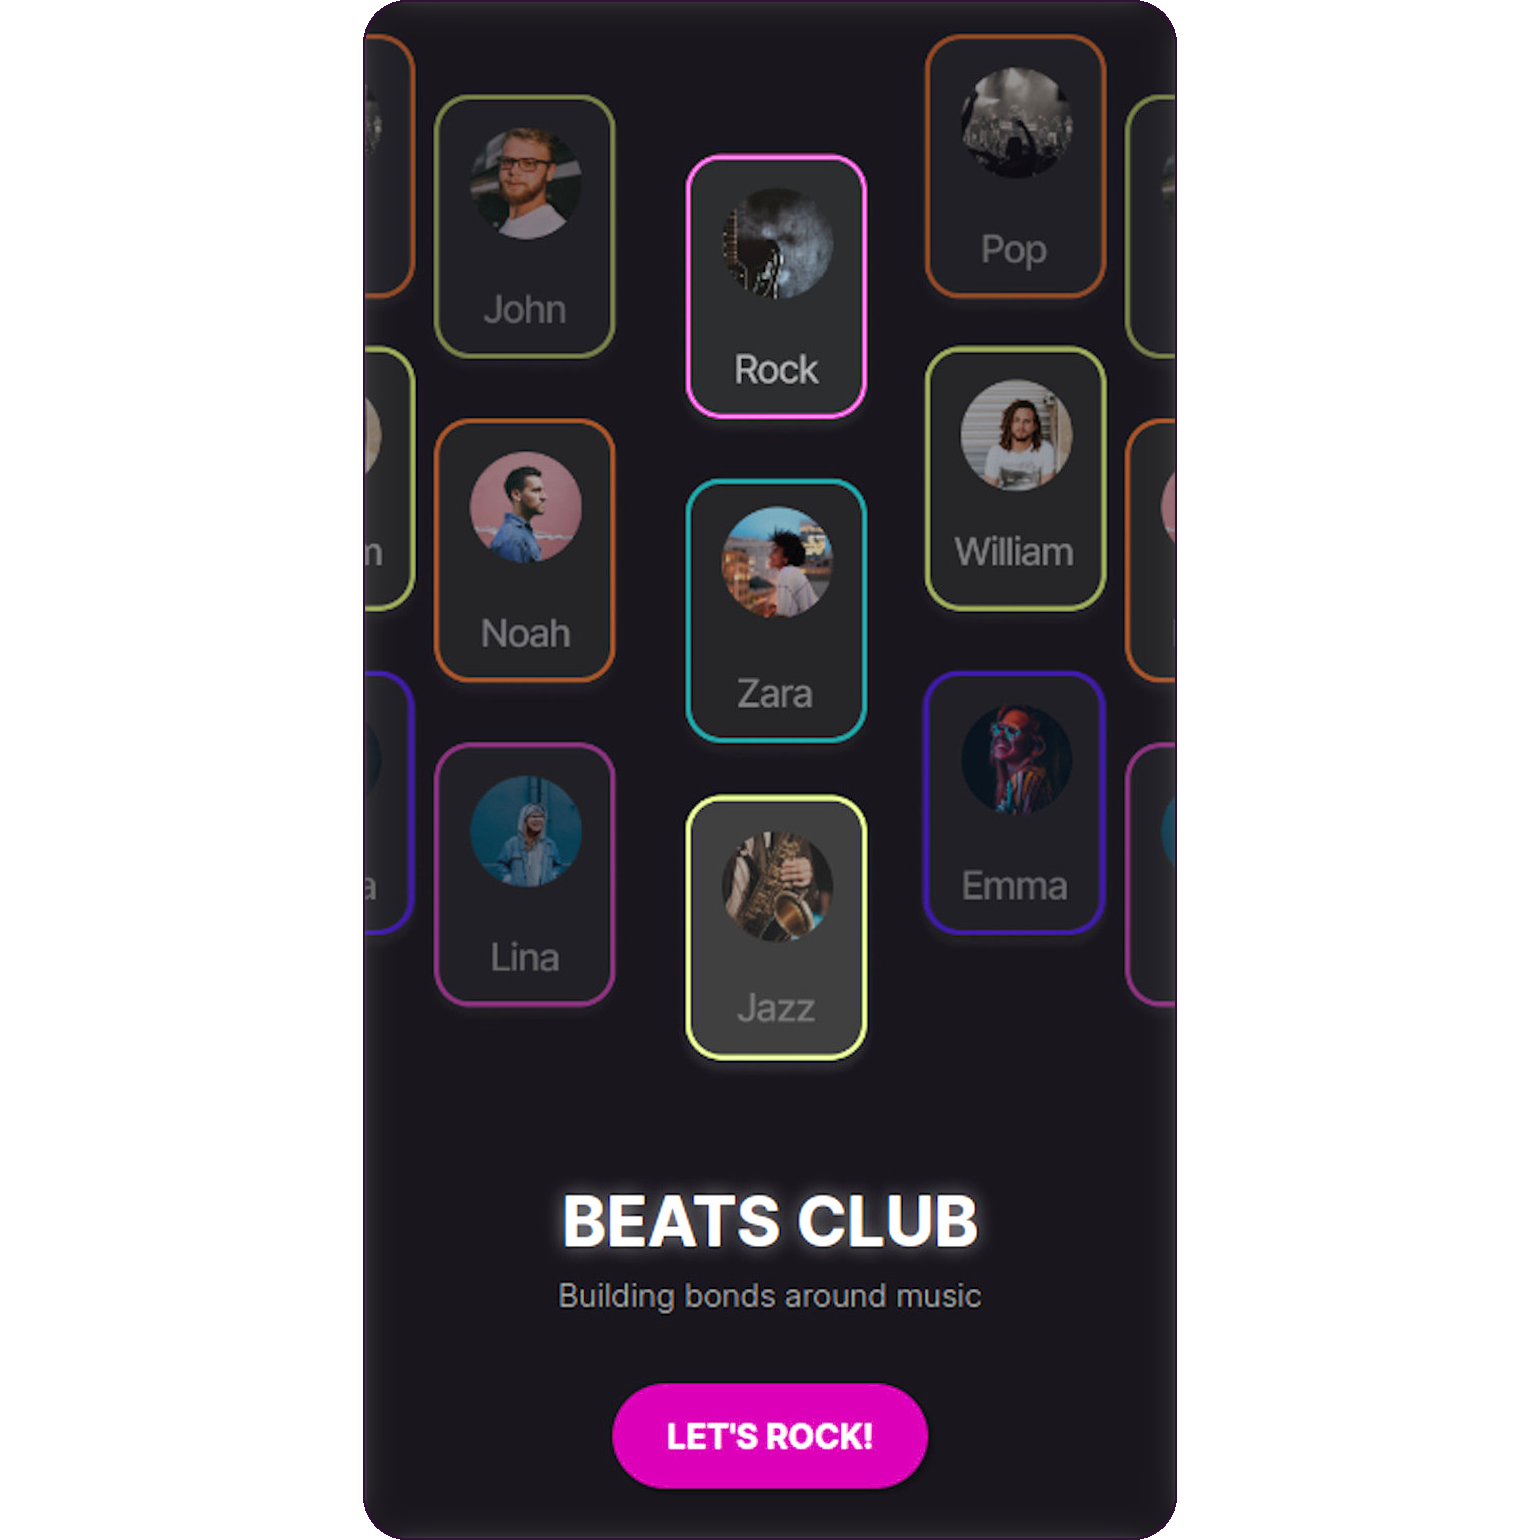 Pop
John
Rock
William
Noah
Zara
Emma
Lina
Jazz
BEATS CLUB
Building bonds around music
LET'S ROCK!